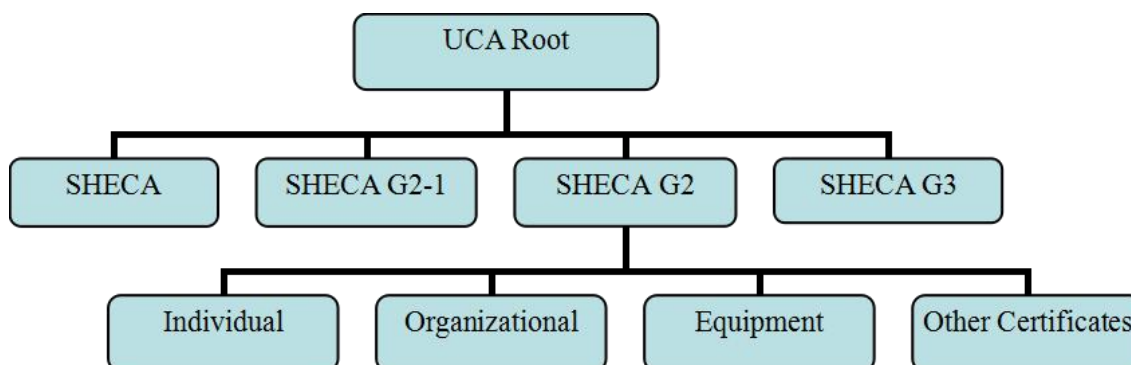 UCA Root
SHECA
SHECA G2-1
SHECA G2
SHECA G3
Individual
Organizational
Equipment
Other Certificates